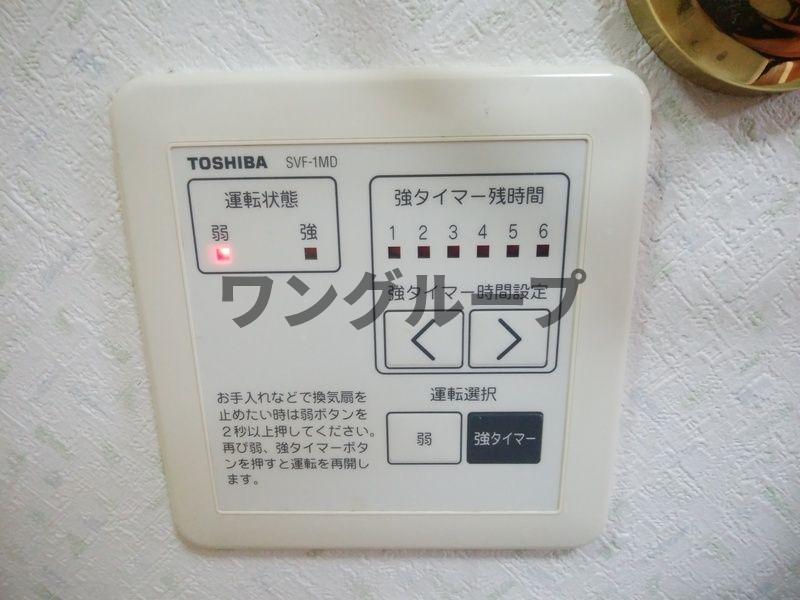 TOSHIBA SVF-1MD
運転状態
弱 強
強タイマー残時間
1 2 3 4 5 6
強タイマー時間設定
< >
ワングループ
運転選択
弱 強タイマー
お手入れなどで換気扇を
止めたい時は弱ボタンを
2秒以上押してください。
再び弱、強タイマーボタ
ンを押すと運転を再開し
ます。